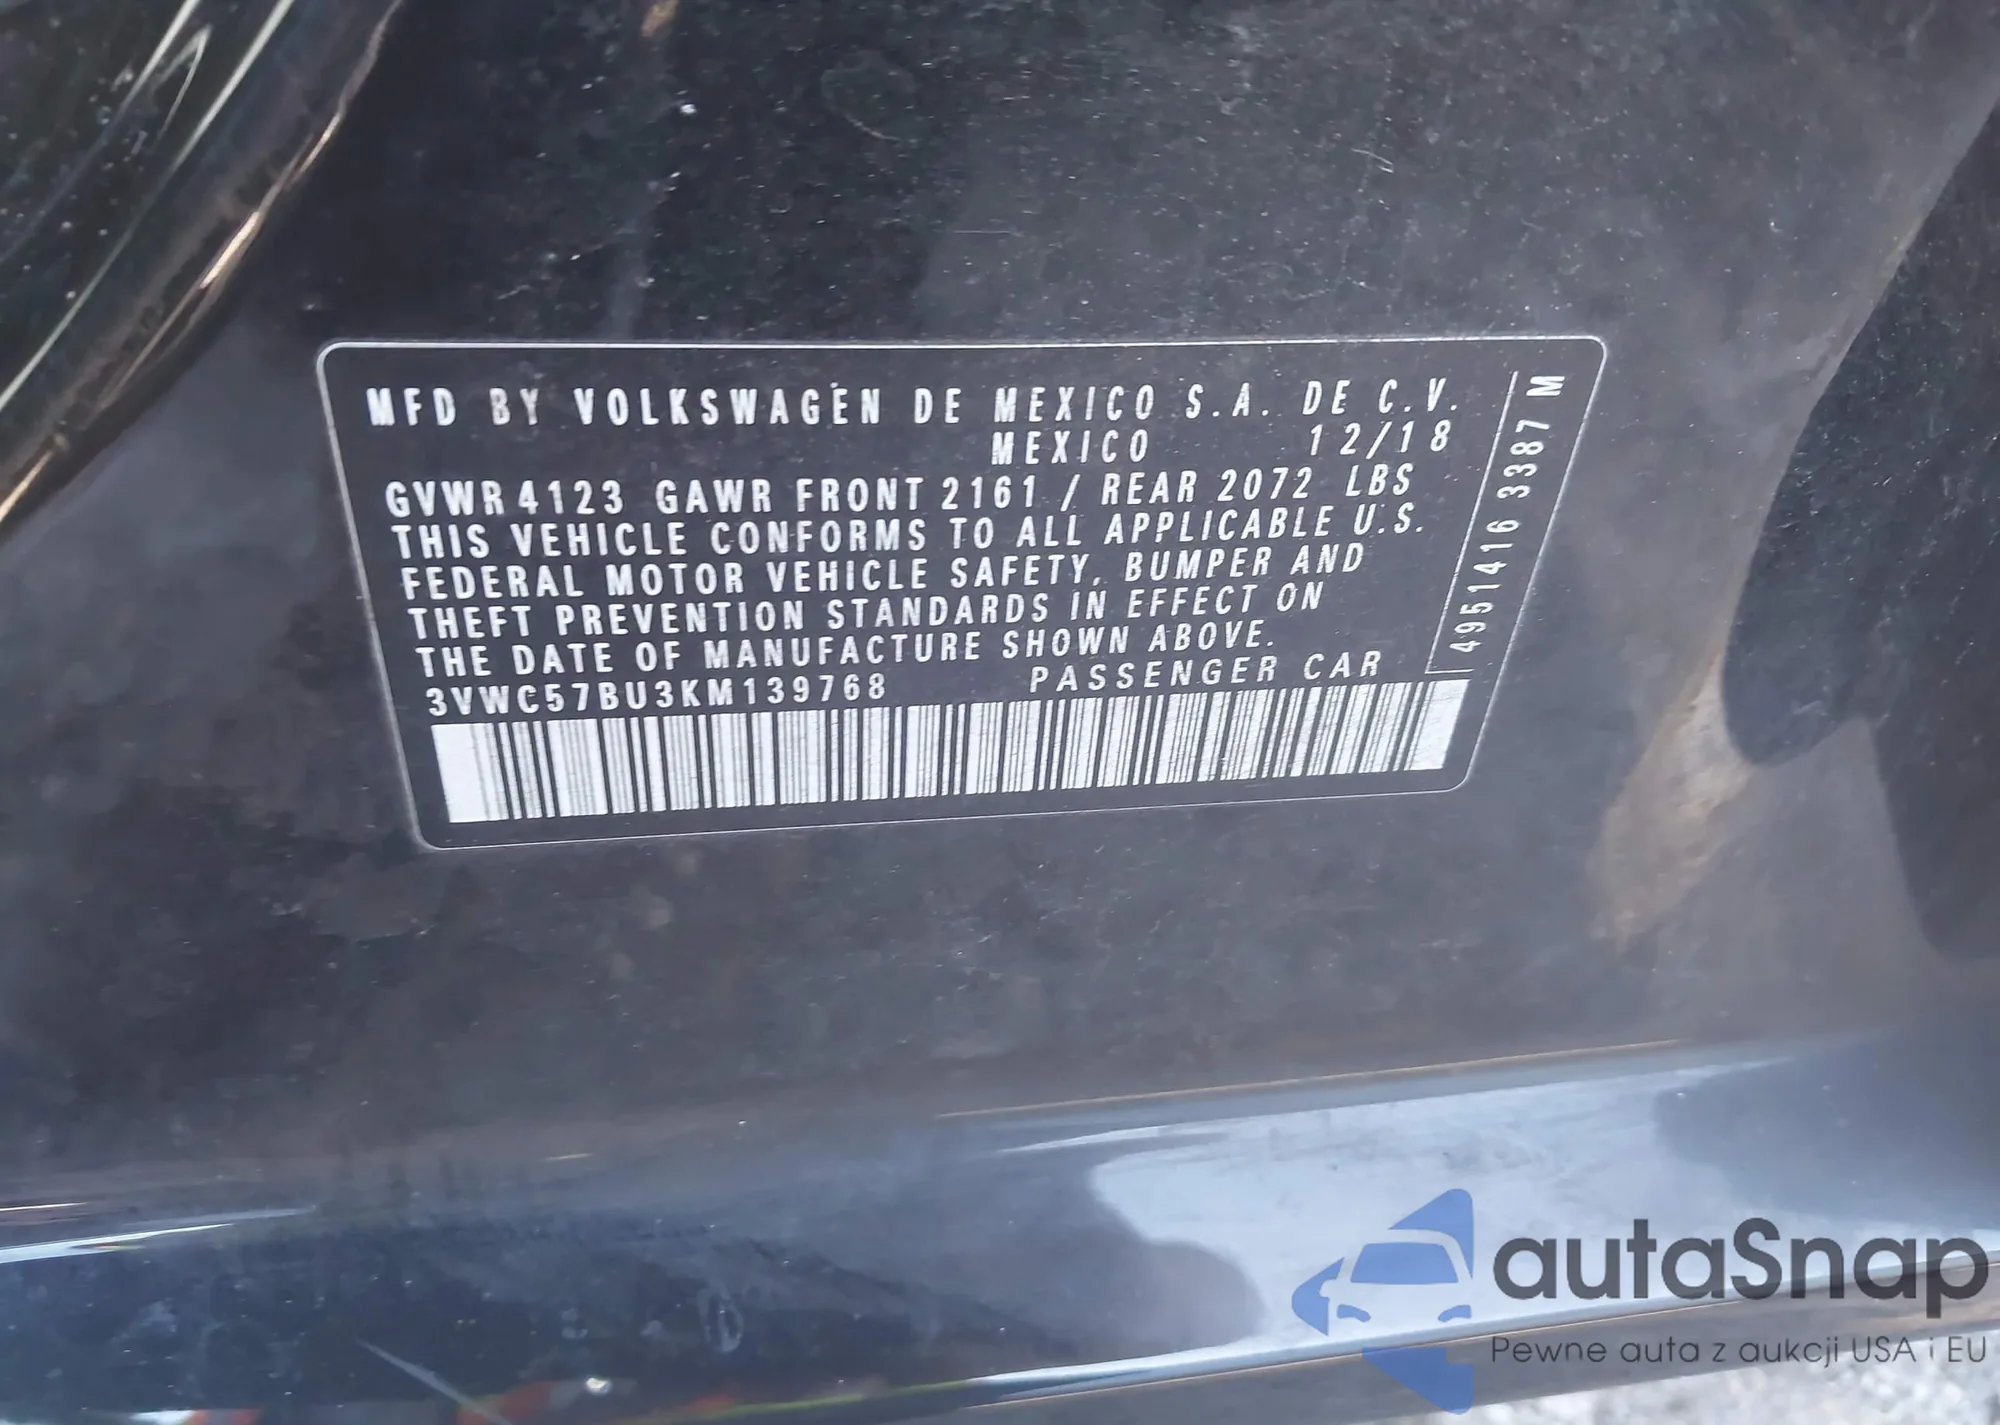 MFD BY VOLKSWAGEN DE MEXICO S.A. DE C.V.
MEXICO 12/18
GVWR 4123 GAWR FRONT 2161 / REAR 2072 LBS
THIS VEHICLE CONFORMS TO ALL APPLICABLE U.S.
FEDERAL MOTOR VEHICLE SAFETY, BUMPER AND
THEFT PREVENTION STANDARDS IN EFFECT ON
THE DATE OF MANUFACTURE SHOWN ABOVE.
3VWC57BU3KM139768 PASSENGER CAR
4951416 3387 M
autaSnap
Pewne auta z aukcji USA i EU